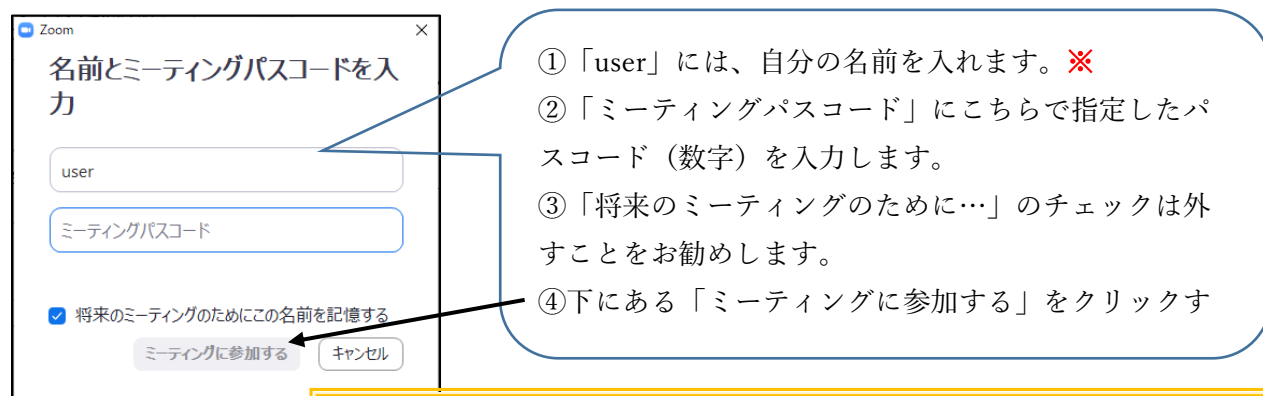 Zoom
名前とミーティングパスコードを入
力
user
ミーティングパスコード
将来のミーティングのためにこの名前を記憶する
ミーティングに参加する
キャンセル
①「user」には、自分の名前を入れます。※
②「ミーティングパスコード」にこちらで指定したパ
スコード（数字）を入力します。
③「将来のミーティングのために…」のチェックは外
すことをお勧めします。
④下にある「ミーティングに参加する」をクリックす